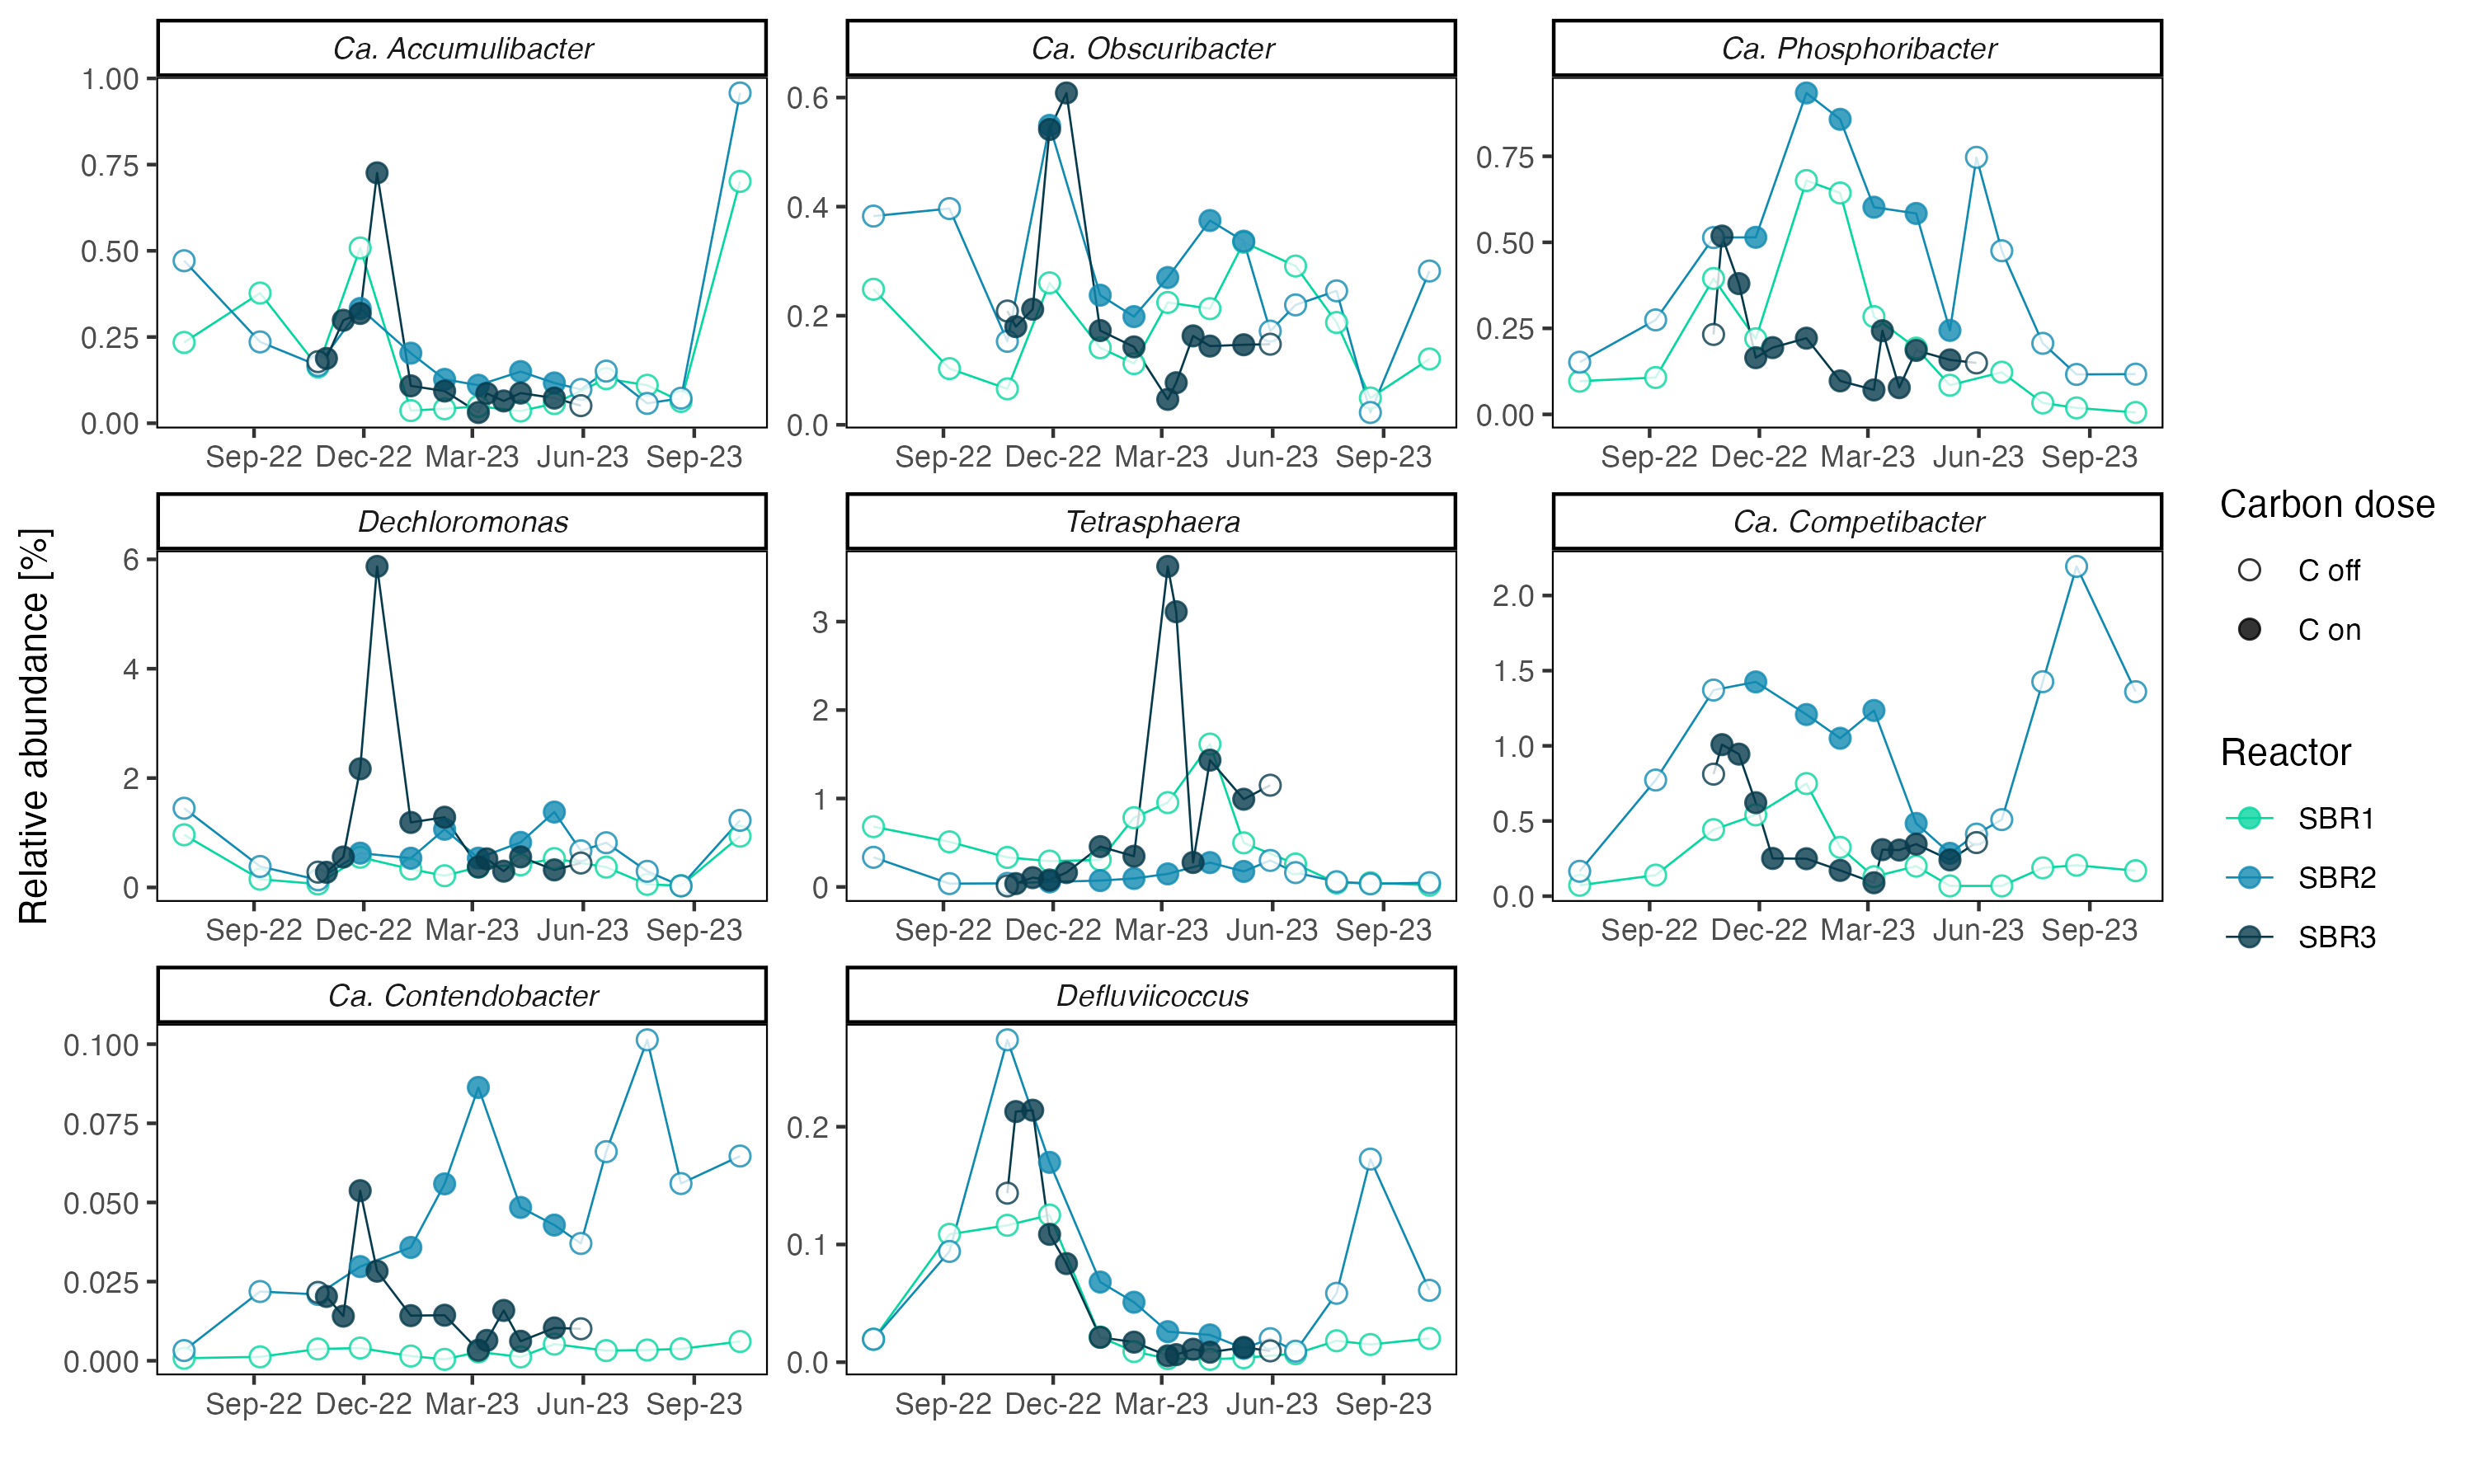 Ca. Accumulibacter
Ca. Obscuribacter
Ca. Phosphoribacter
1.00
0.75
0.50
0.25
0.00
0.6
0.4
0.2
0.0
0.75
0.50
0.25
0.00
Sep-22 Dec-22 Mar-23 Jun-23 Sep-23
Sep-22 Dec-22 Mar-23 Jun-23 Sep-23
Sep-22 Dec-22 Mar-23 Jun-23 Sep-23
Relative abundance [%]
Dechloromonas
Tetrasphaera
Ca. Competibacter
6
4
2
0
3
2
1
0
2.0
1.5
1.0
0.5
0.0
Sep-22 Dec-22 Mar-23 Jun-23 Sep-23
Sep-22 Dec-22 Mar-23 Jun-23 Sep-23
Sep-22 Dec-22 Mar-23 Jun-23 Sep-23
Ca. Contendobacter
Defluviicoccus
0.100
0.075
0.050
0.025
0.000
0.2
0.1
0.0
Sep-22 Dec-22 Mar-23 Jun-23 Sep-23
Sep-22 Dec-22 Mar-23 Jun-23 Sep-23
Carbon dose
C off
C on
Reactor
SBR1
SBR2
SBR3